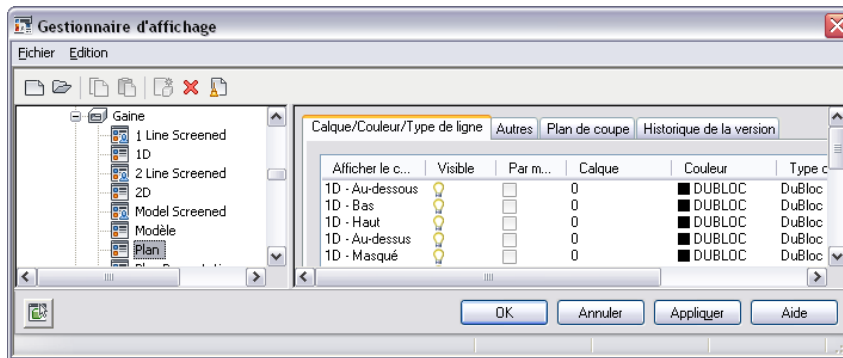 Gestionnaire d'affichage
Fichier Edition
Gaine
1 Line Screened
1D
2 Line Screened
2D
Model Screened
Modèle
Plan
Calque/Couleur/Type de ligne Autres Plan de coupe Historique de la version
Afficher le c... Visible Par m... Calque Couleur Type
1D - Au-dessous 0 DUBLOC DuBloc
1D - Bas 0 DUBLOC DuBloc
1D - Haut 0 DUBLOC DuBloc
1D - Au-dessus 0 DUBLOC DuBloc
1D - Masqué 0 DUBLOC DuBloc
OK Annuler Appliquer Aide